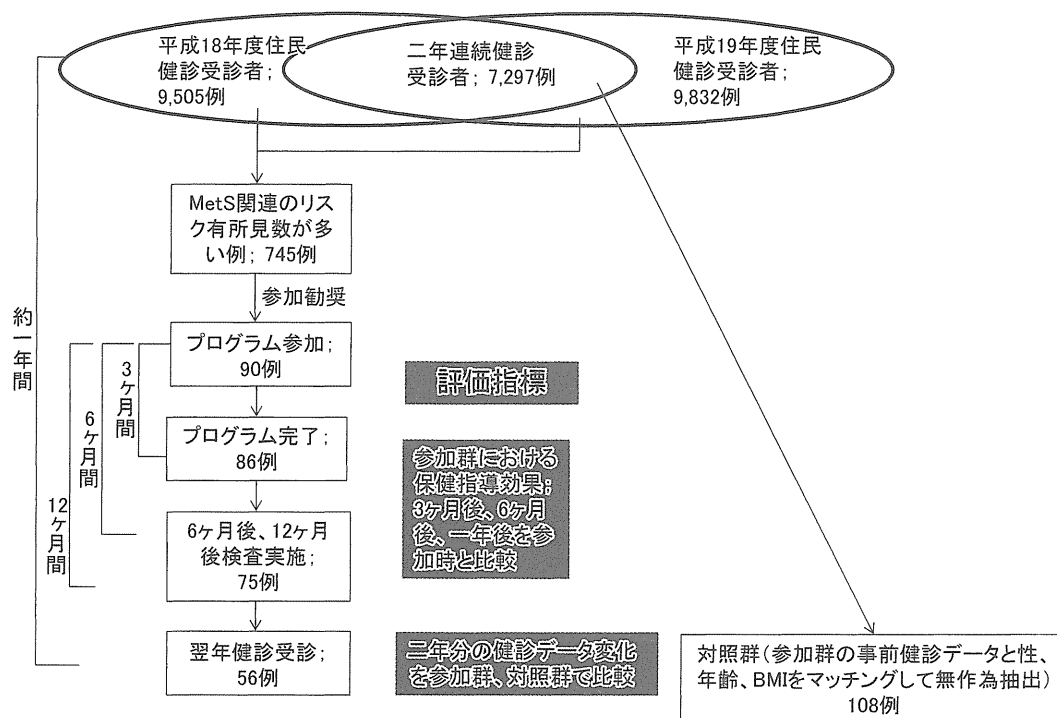 平成18年度住民
健診受診者;
9,505例
二年連続健診
受診者; 7,297例
平成19年度住民
健診受診者;
9,832例
MetS関連のリス
ク有所見数が多
い例; 745例
参加勧奨
約一年間
プログラム参加;
90例
3ヶ月間
6ヶ月間
12ヶ月間
評価指標
プログラム完了;
86例
参加群における
保健指導効果;
3ヶ月後、6ヶ月
後、一年後を参
加時と比較
6ヶ月後、12ヶ月
後検査実施;
75例
翌年健診受診;
56例
二年分の健診データ変化
を参加群、対照群で比較
対照群(参加群の事前健診データと性、
年齢、BMIをマッチングして無作為抽出)
108例